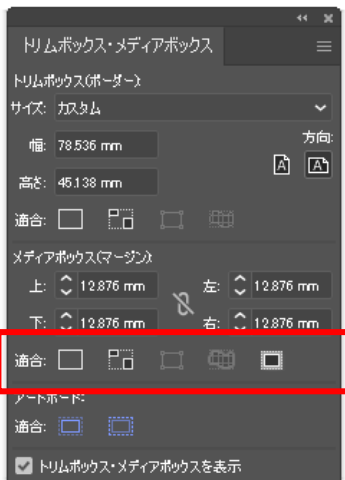 トリムボックス・メディアボックス
トリムボックス(ボーダー):
サイズ: カスタム
幅: 78.536 mm
方向:
高さ: 45.138 mm
適合:
メディアボックス(マージン):
上: 12.876 mm 左: 12.876 mm
下: 12.876 mm 右: 12.876 mm
適合:
アートボード:
適合:
トリムボックス・メディアボックスを表示